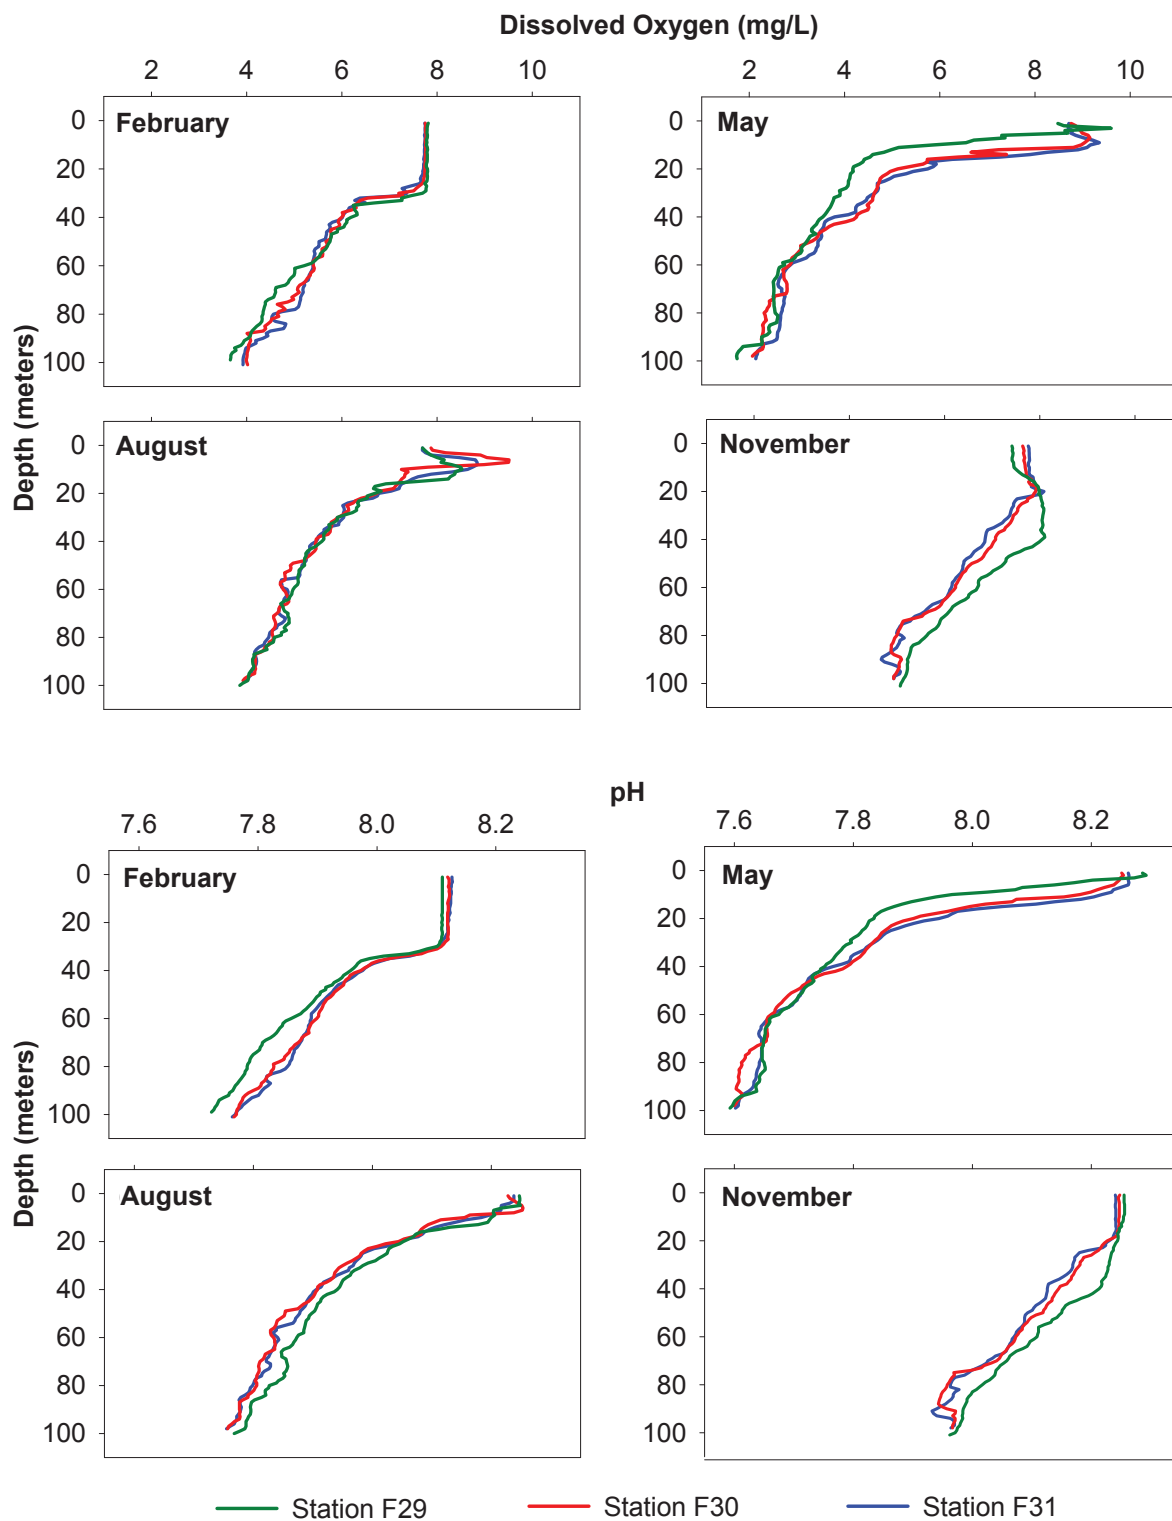 Dissolved Oxygen (mg/L)
2 4 6 8 10 2 4 6 8 10
February May
0 20 40 60 80 100 0 20 40 60 80 100
Depth (meters)
August November
0 20 40 60 80 100 0 20 40 60 80 100
pH
7.6 7.8 8.0 8.2 7.6 7.8 8.0 8.2
February May
0 20 40 60 80 100 0 20 40 60 80 100
Depth (meters)
August November
0 20 40 60 80 100 0 20 40 60 80 100
Station F29 Station F30 Station F31